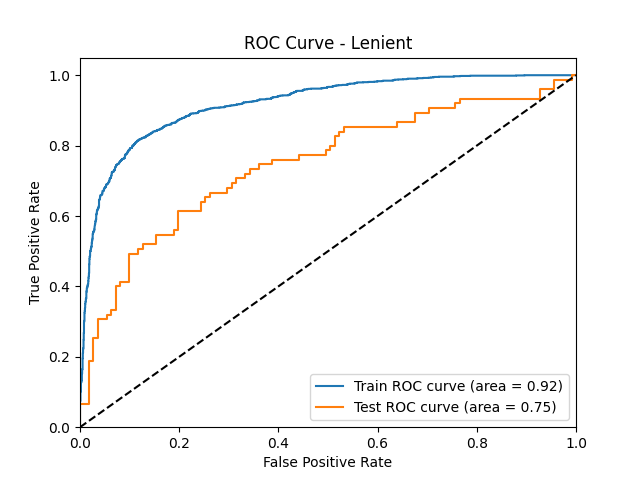 ROC Curve - Lenient
1.0
0.8
0.6
0.4
0.2
0.0
True Positive Rate
Train ROC curve (area = 0.92)
Test ROC curve (area = 0.75)
0.0 0.2 0.4 0.6 0.8 1.0
False Positive Rate